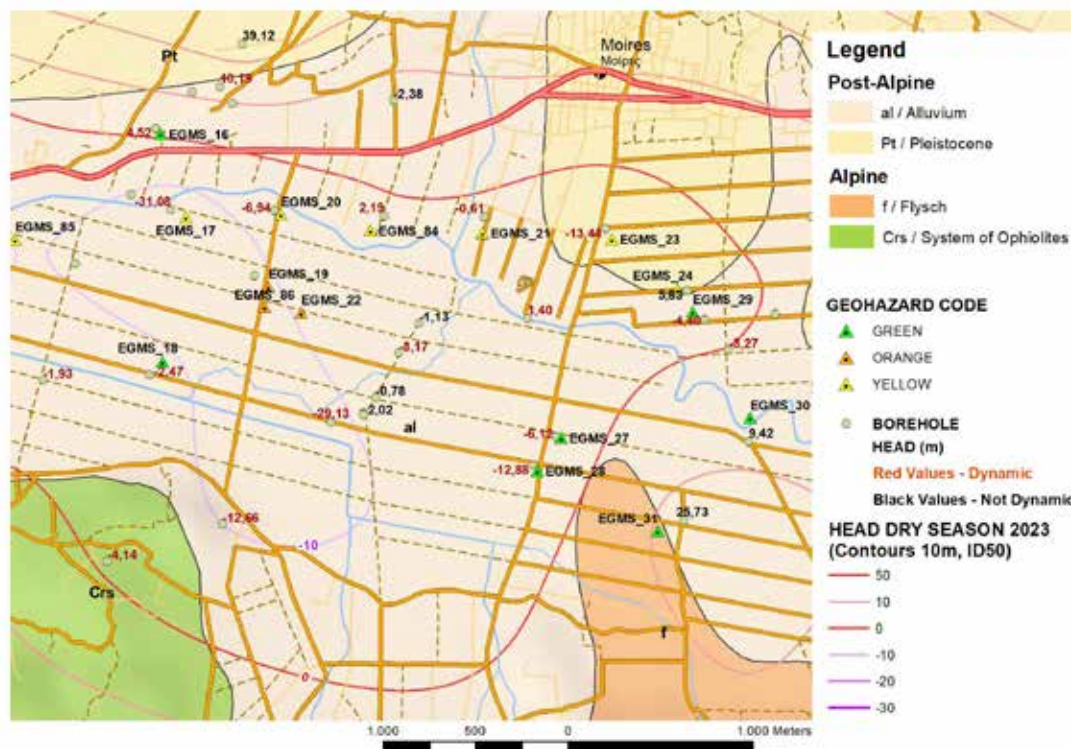 39,12
Pt
40,19
-2,38
Moires
Μοίρες
4,52
EGMS_16
-31,08
EGMS_17
-6,94
EGMS_20
2,19
EGMS_84
-0,61
EGMS_21
-13,44
EGMS_23
EGMS_85
EGMS_19
EGMS_86
EGMS_22
EGMS_24
5,83
EGMS_29
-4,40
1,40
-1,13
-3,17
-5,27
EGMS_18
-2,47
-1,93
-0,78
2,02
-29,13
al
EGMS_30
9,42
EGMS_27
-12,88
EGMS_28
25,73
EGMS_31
-12,66
-10
-4,14
Crs
f
0
1.000
500
0
1.000 Meters
Legend
Post-Alpine
al / Alluvium
Pt / Pleistocene
Alpine
f / Flysch
Crs / System of Ophiolites
GEOHAZARD CODE
GREEN
ORANGE
YELLOW
BOREHOLE
HEAD (m)
Red Values - Dynamic
Black Values - Not Dynamic
HEAD DRY SEASON 2023
(Contours 10m, ID50)
50
10
0
-10
-20
-30